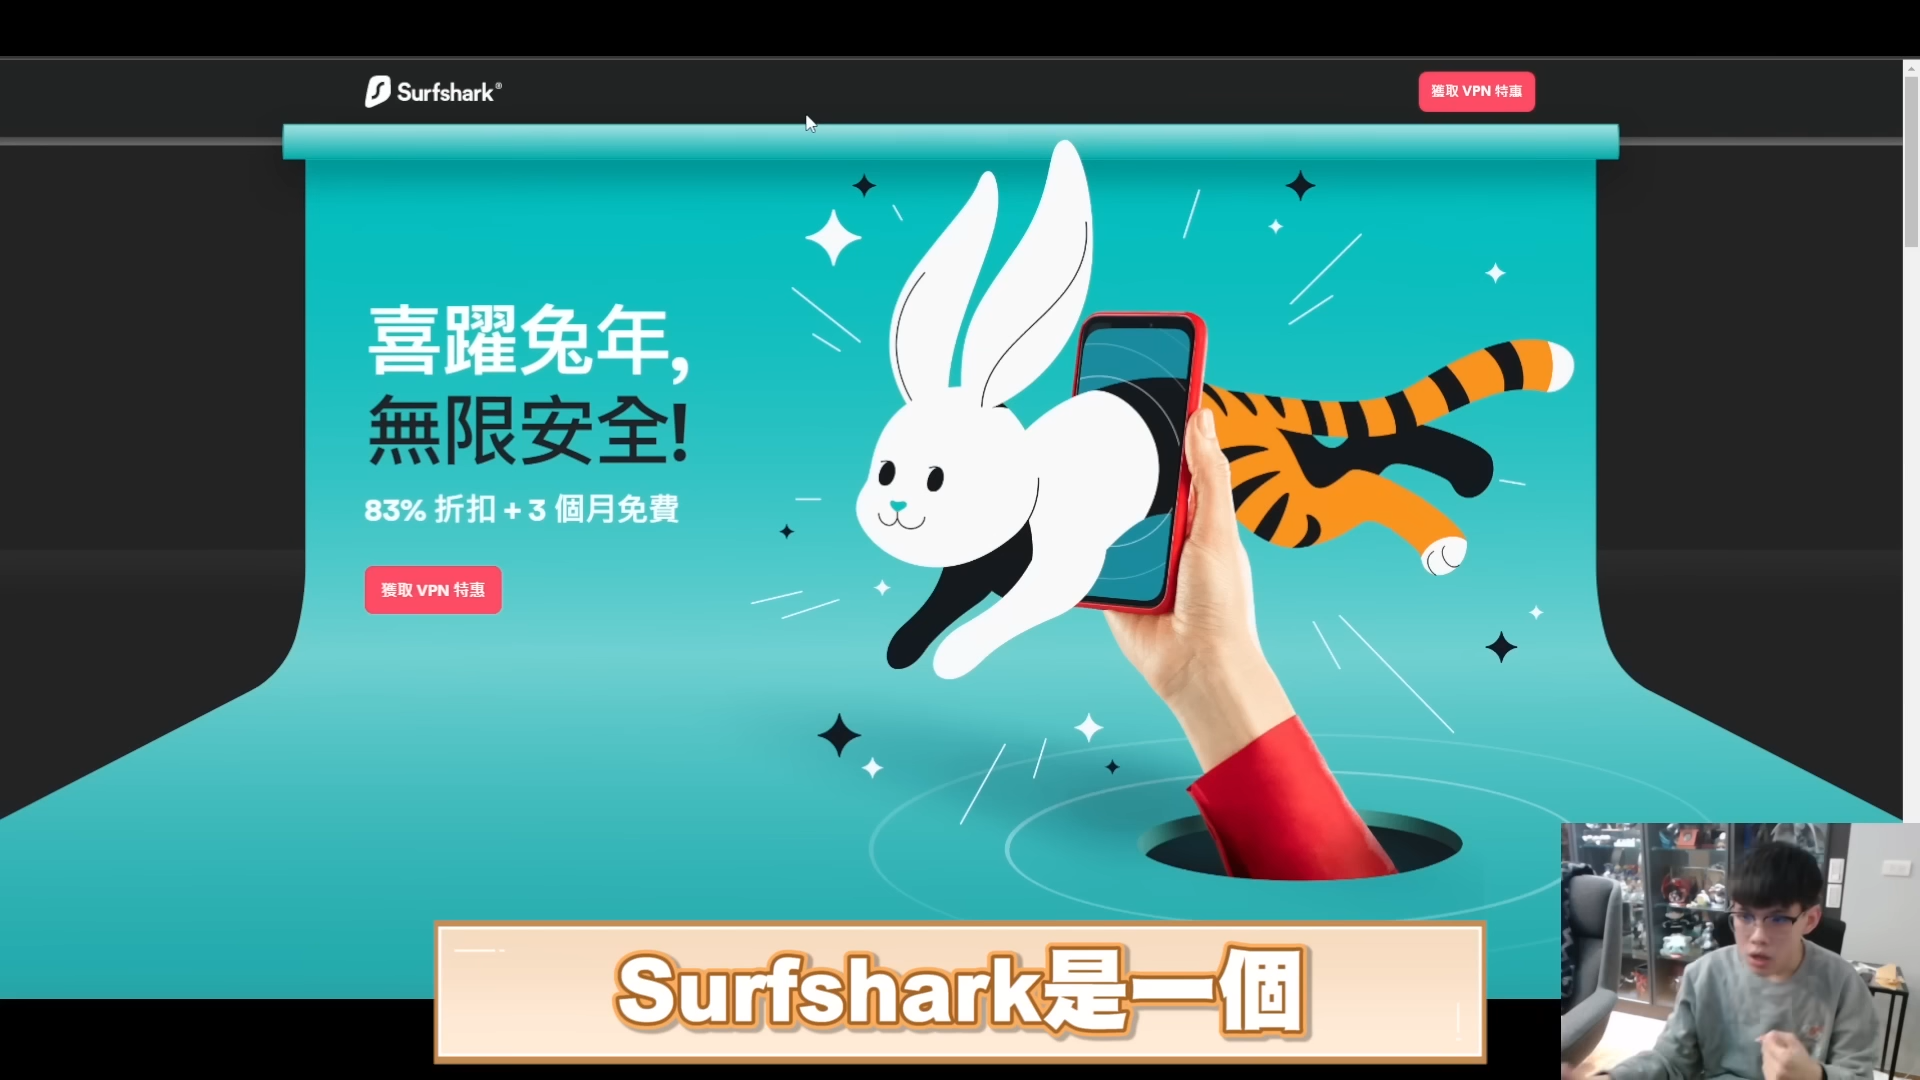 Surfshark®
獲取 VPN 特惠
喜躍兔年,
無限安全!
83% 折扣 + 3 個月免費
獲取 VPN 特惠
Surfshark是一個